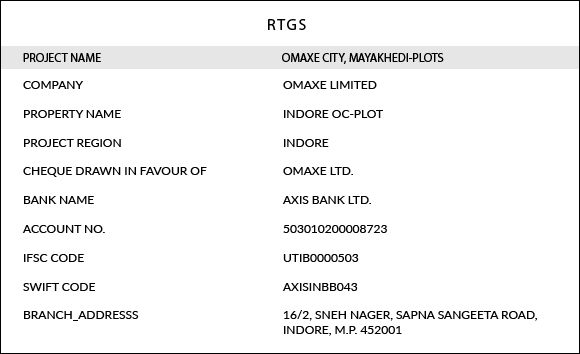 RTGS
PROJECT NAME OMAXE CITY, MAYAKHEDI-PLOTS
COMPANY OMAXE LIMITED
PROPERTY NAME INDORE OC-PLOT
PROJECT REGION INDORE
CHEQUE DRAWN IN FAVOUR OF OMAXE LTD.
BANK NAME AXIS BANK LTD.
ACCOUNT NO. 503010200008723
IFSC CODE UTIB0000503
SWIFT CODE AXISINBB043
BRANCH_ADDRESSS 16/2, SNEH NAGER, SAPNA SANGEETA ROAD,
INDORE, M.P. 452001